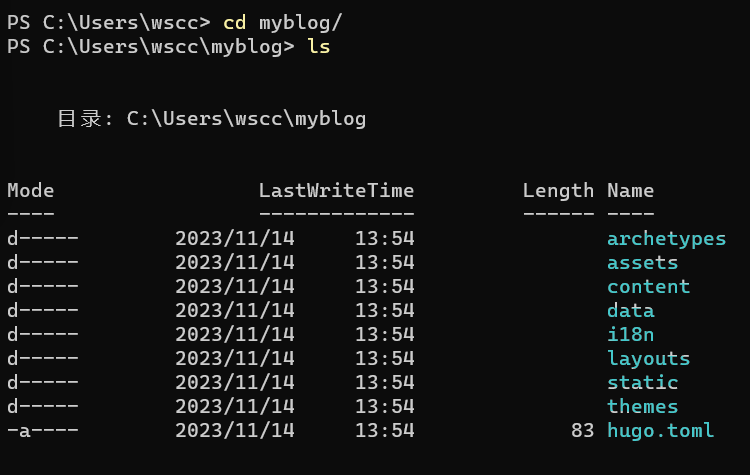 PS C:\Users\wscc> cd myblog/
PS C:\Users\wscc\myblog> ls
目录: C:\Users\wscc\myblog
Mode                 LastWriteTime         Length Name
----                 -------------         ------ ----
d-----        2023/11/14     13:54                archetypes
d-----        2023/11/14     13:54                assets
d-----        2023/11/14     13:54                content
d-----        2023/11/14     13:54                data
d-----        2023/11/14     13:54                i18n
d-----        2023/11/14     13:54                layouts
d-----        2023/11/14     13:54                static
d-----        2023/11/14     13:54                themes
-a----        2023/11/14     13:54             83 hugo.toml